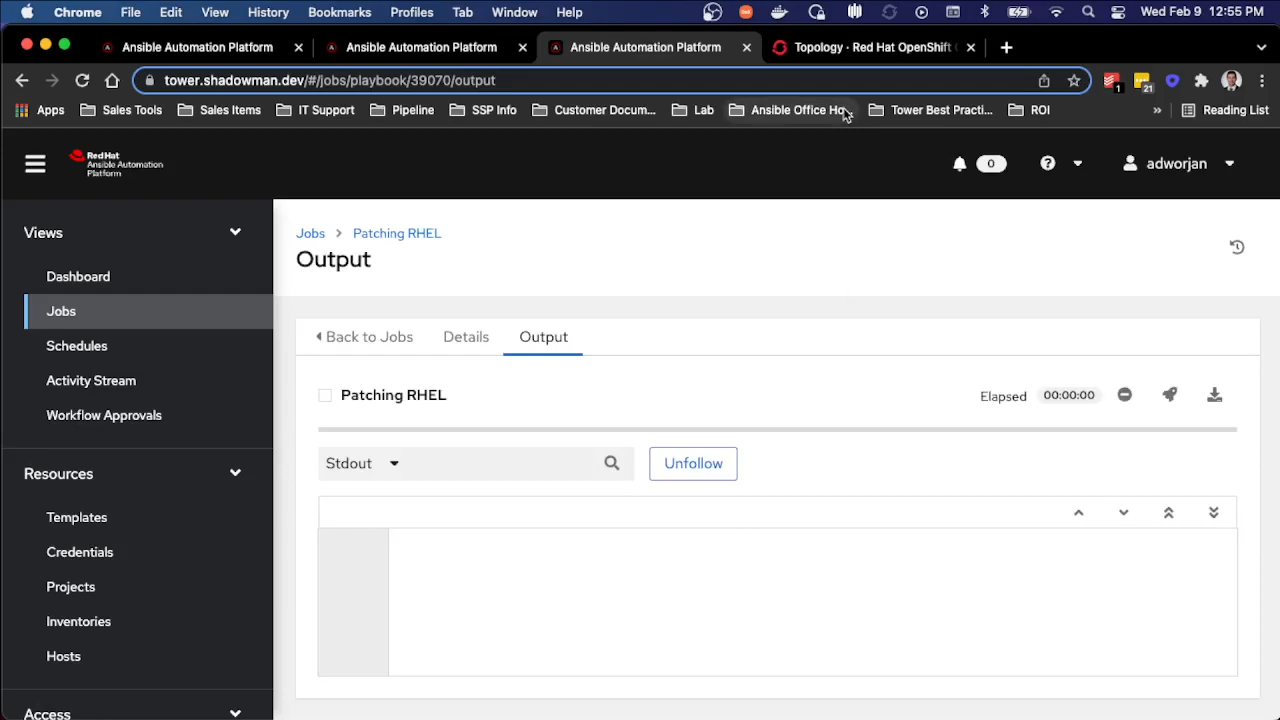 Chrome File Edit View History Bookmarks Profiles Tab Window Help Wed Feb 9 12:55 PM
Ansible Automation Platform Ansible Automation Platform Ansible Automation Platform Topology · Red Hat OpenShift
tower.shadowman.dev/#/jobs/playbook/39070/output 1 21
Apps Sales Tools Sales Items IT Support Pipeline SSP Info Customer Docum... Lab Ansible Office Ho... Tower Best Practi... ROI » Reading List
Red Hat
Ansible Automation
Platform
0 ? adworjan
Views
Dashboard
Jobs
Schedules
Activity Stream
Workflow Approvals
Resources
Templates
Credentials
Projects
Inventories
Hosts
Access
Jobs > Patching RHEL
Output
Back to Jobs Details Output
Patching RHEL Elapsed 00:00:00
Stdout Unfollow